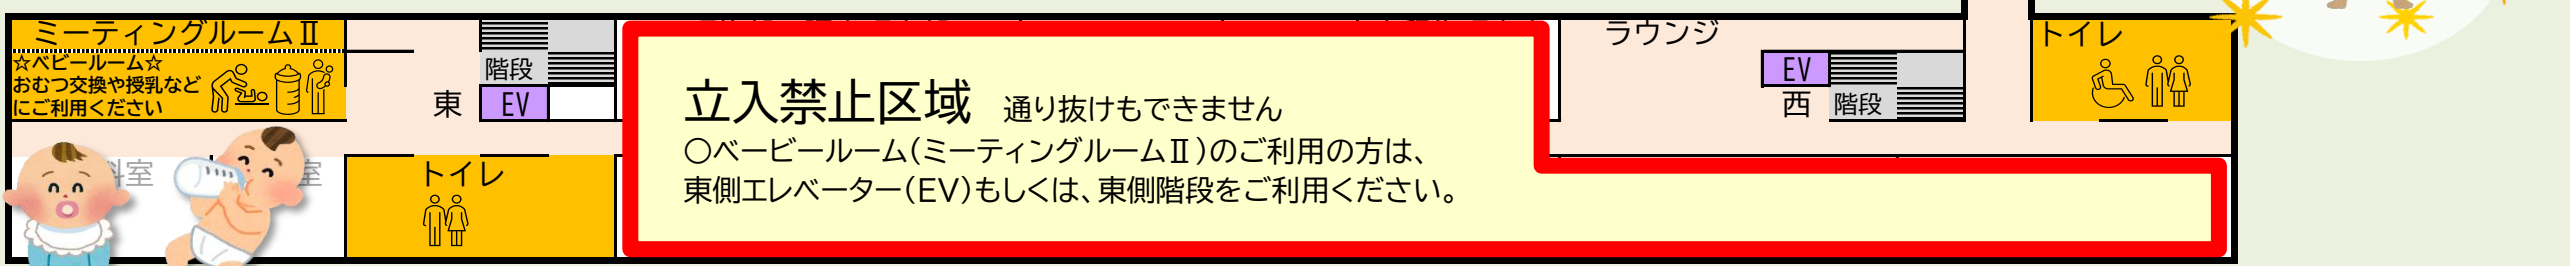 ミーティングルームⅡ
☆ベビールーム☆
おむつ交換や授乳など
にご利用ください
階段
東
EV
室
室
トイレ
立入禁止区域 通り抜けもできません
○ベービールーム(ミーティングルームⅡ)のご利用の方は、
東側エレベーター(EV)もしくは、東側階段をご利用ください。
ラウンジ
EV
西
階段
トイレ